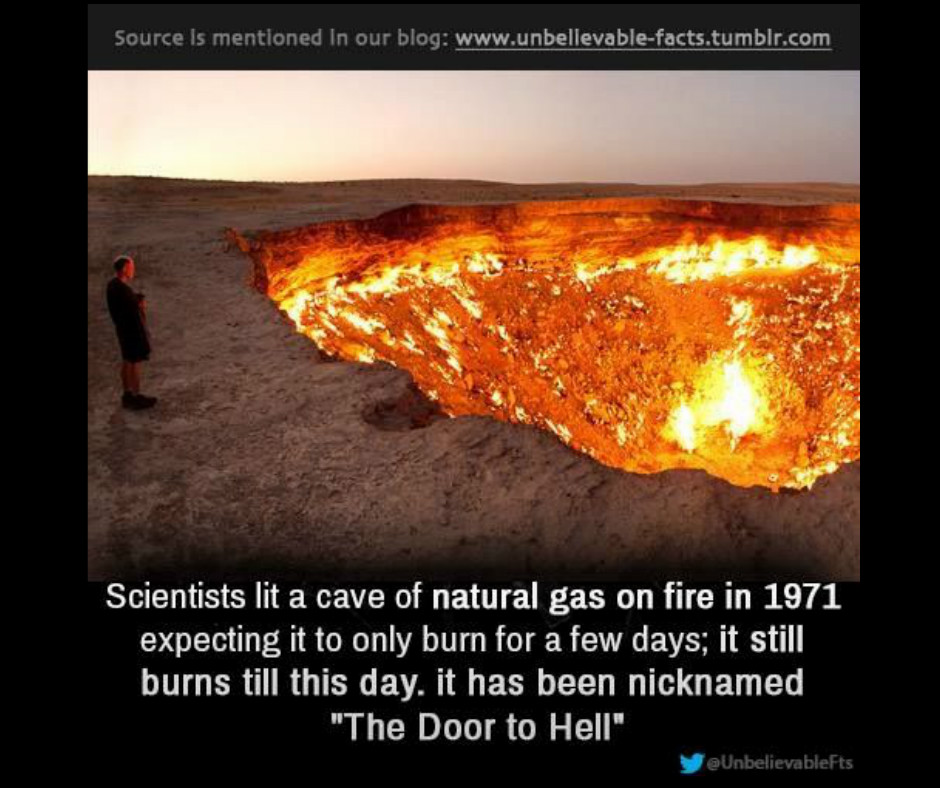 Source is mentioned in our blog: www.unbelievable-facts.tumblr.com
Scientists lit a cave of natural gas on fire in 1971
expecting it to only burn for a few days; it still
burns till this day. it has been nicknamed
"The Door to Hell"
@UnbelievableFts